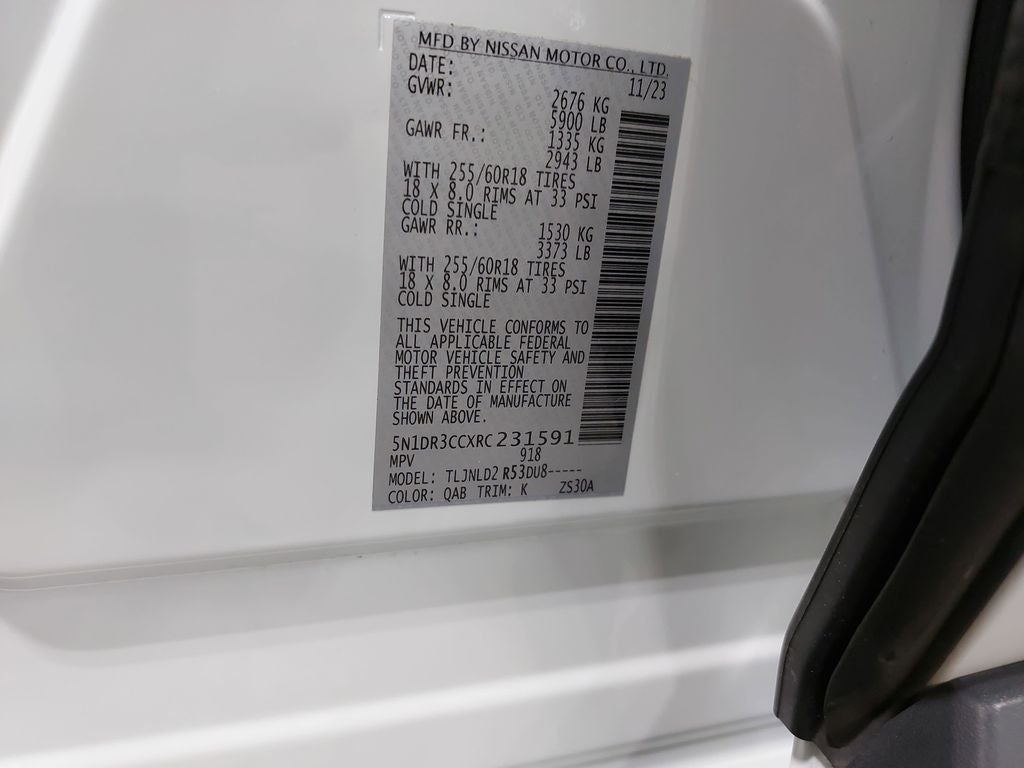 MFD BY NISSAN MOTOR CO., LTD.
DATE: 11/23
GVWR: 2676 KG
5900 LB
GAWR FR.: 1335 KG
2943 LB
WITH 255/60R18 TIRES
18 X 8.0 RIMS AT 33 PSI
COLD SINGLE
GAWR RR.: 1530 KG
3373 LB
WITH 255/60R18 TIRES
18 X 8.0 RIMS AT 33 PSI
COLD SINGLE
THIS VEHICLE CONFORMS TO
ALL APPLICABLE FEDERAL
MOTOR VEHICLE SAFETY AND
THEFT PREVENTION
STANDARDS IN EFFECT ON
THE DATE OF MANUFACTURE
SHOWN ABOVE.
5N1DR3CCXRC231591
MPV 918
MODEL: TLJNLD2 R53DU8-----
COLOR: QAB TRIM: K ZS30A